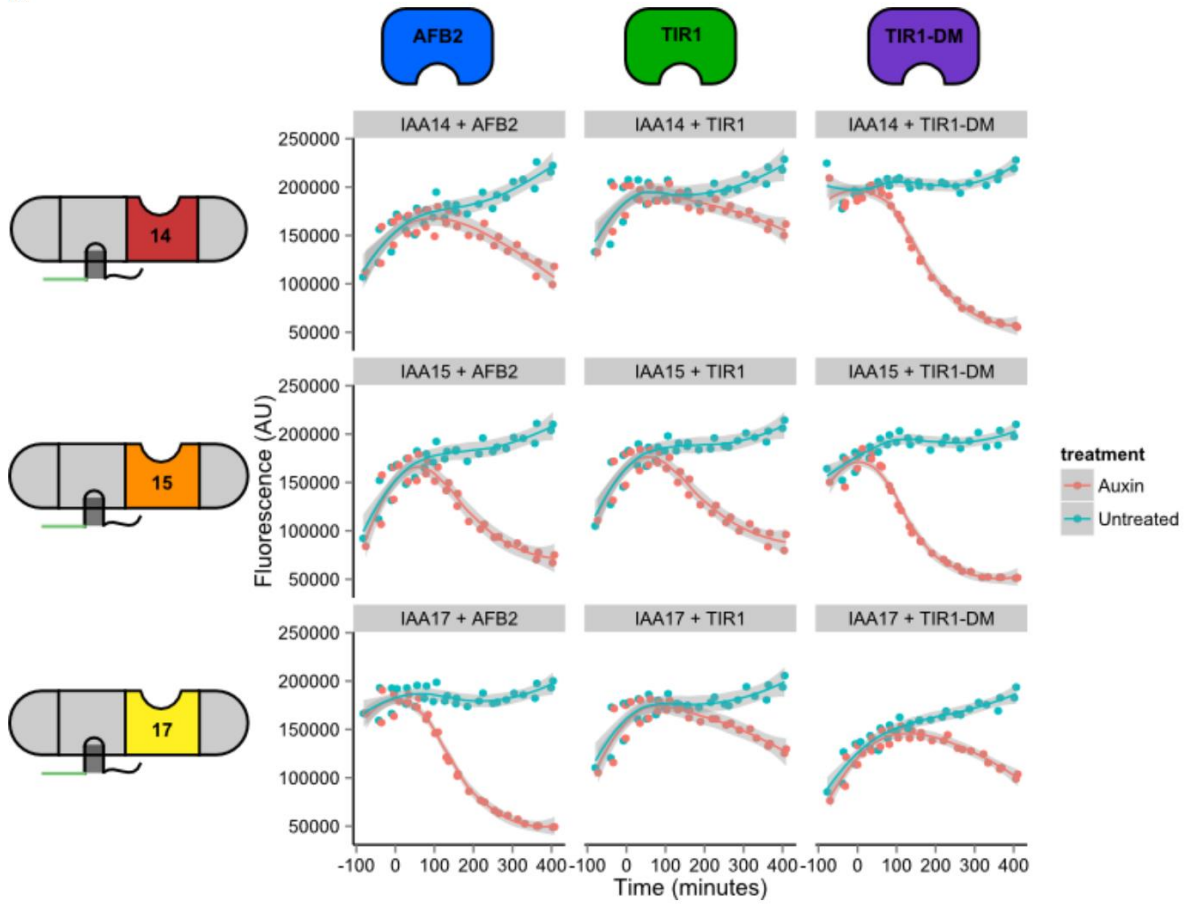 AFB2 TIR1 TIR1-DM
IAA14 + AFB2 IAA14 + TIR1 IAA14 + TIR1-DM
250000
200000
150000
100000
50000
14
IAA15 + AFB2 IAA15 + TIR1 IAA15 + TIR1-DM
250000
200000
150000
100000
50000
15
Fluorescence (AU)
treatment
Auxin
Untreated
IAA17 + AFB2 IAA17 + TIR1 IAA17 + TIR1-DM
250000
200000
150000
100000
50000
17
-100 0 100 200 300 400 -100 0 100 200 300 400 -100 0 100 200 300 400
Time (minutes)